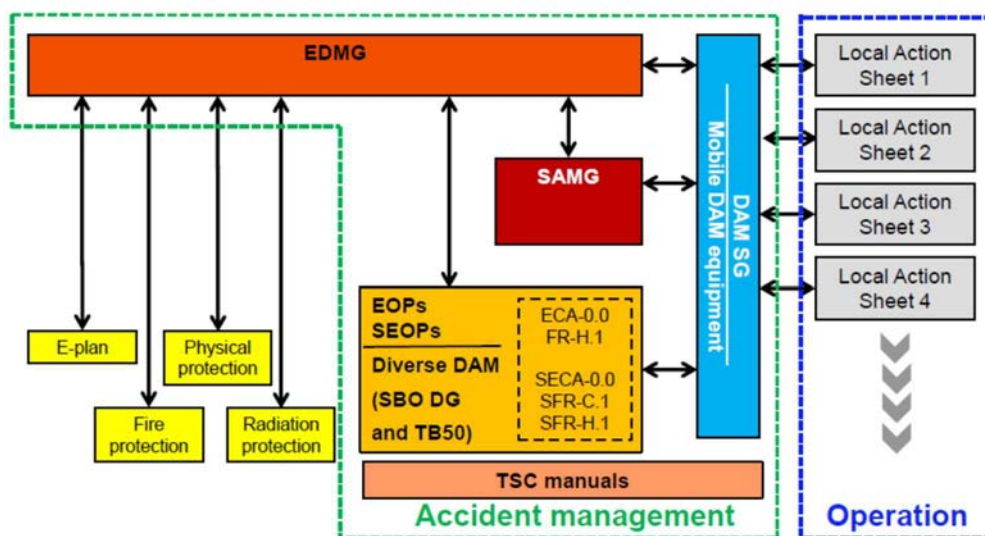 EDMG
SAMG
DAM SG
Mobile DAM equipment
Local Action
Sheet 1
Local Action
Sheet 2
Local Action
Sheet 3
Local Action
Sheet 4
E-plan
Physical
protection
Fire
protection
Radiation
protection
EOPs
SEOPs
Diverse DAM
(SBO DG
and TB50)
ECA-0.0
FR-H.1
SECA-0.0
SFR-C.1
SFR-H.1
TSC manuals
Accident management
Operation